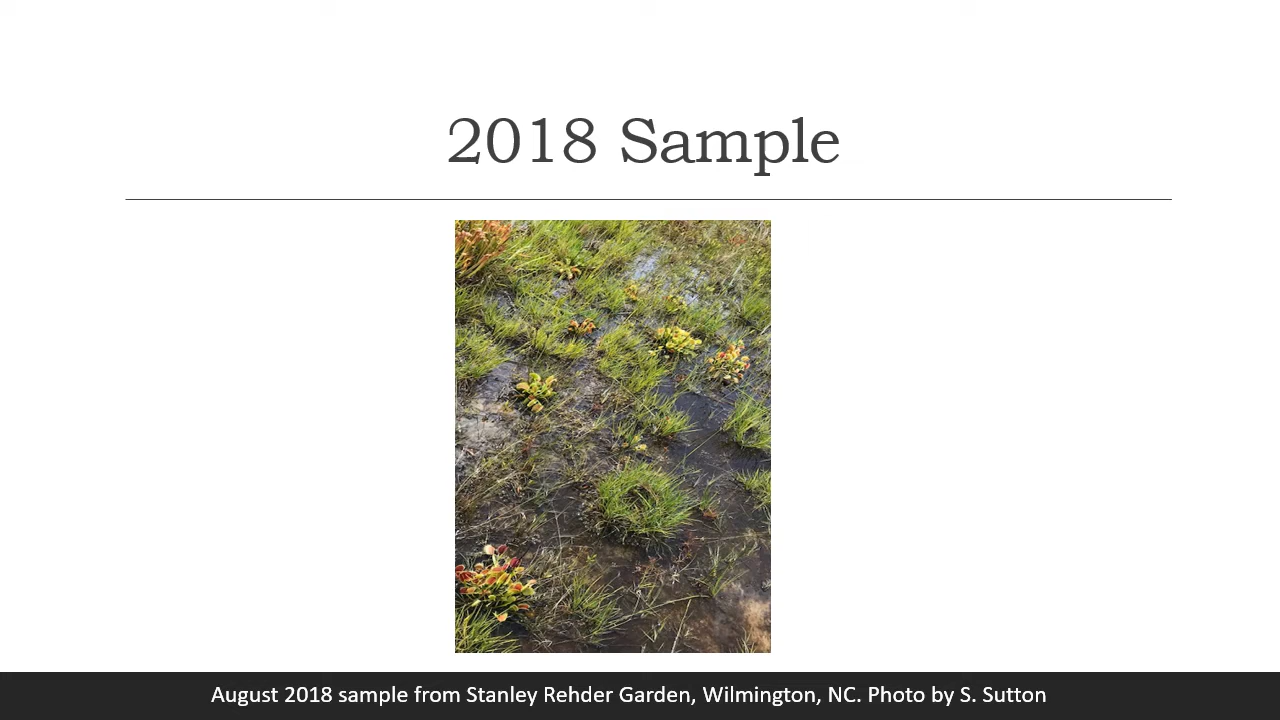 2018 Sample
August 2018 sample from Stanley Rehder Garden, Wilmington, NC. Photo by S. Sutton